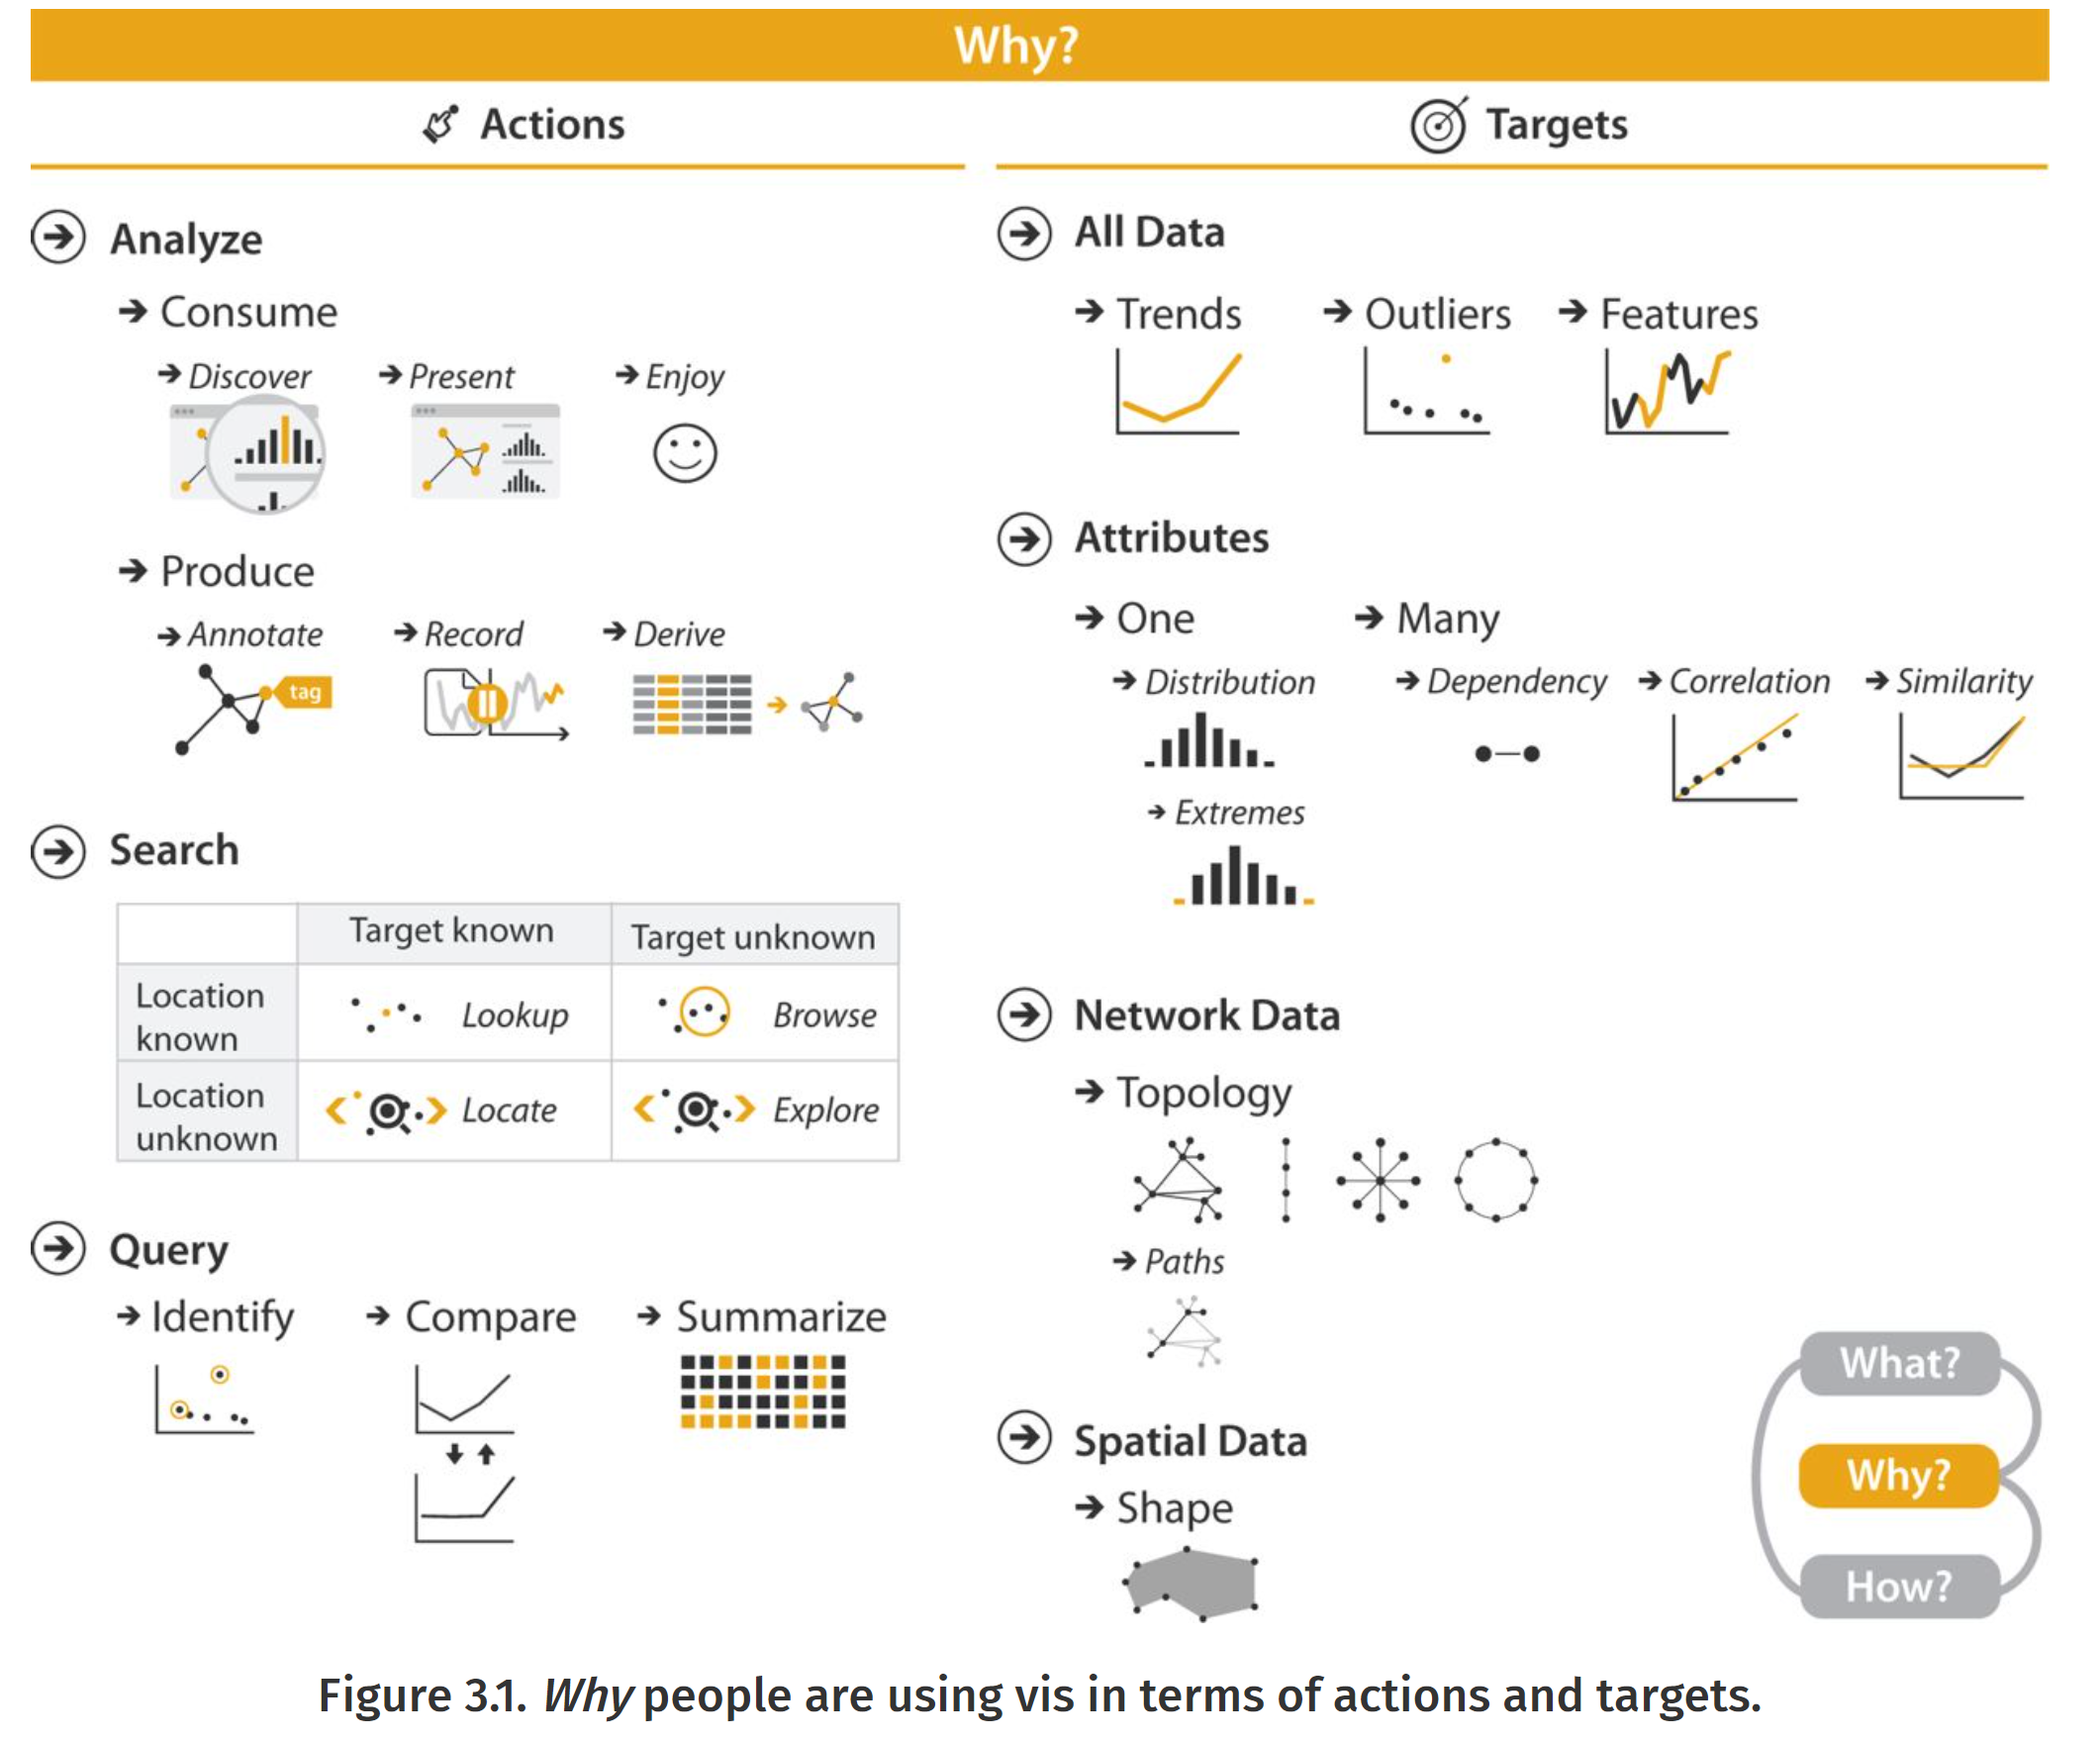 Why?
Actions
Analyze
Consume
Discover
Present
Enjoy
Produce
Annotate
Record
Derive
tag
Search
Target known
Target unknown
Location
known
Lookup
Browse
Location
unknown
Locate
Explore
Query
Identify
Compare
Summarize
Targets
All Data
Trends
Outliers
Features
Attributes
One
Many
Distribution
Dependency
Correlation
Similarity
Extremes
Network Data
Topology
Paths
Spatial Data
Shape
What?
Why?
How?
Figure 3.1. Why people are using vis in terms of actions and targets.